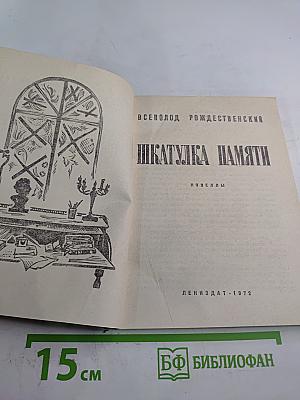 ВСЕВОЛОД РОЖДЕСТВЕНСКИЙ
ШКАТУЛКА ПАМЯТИ
НОВЕЛЛЫ
ЛЕНИЗДАТ-1972
15 см
БФ БИБЛИОФАН